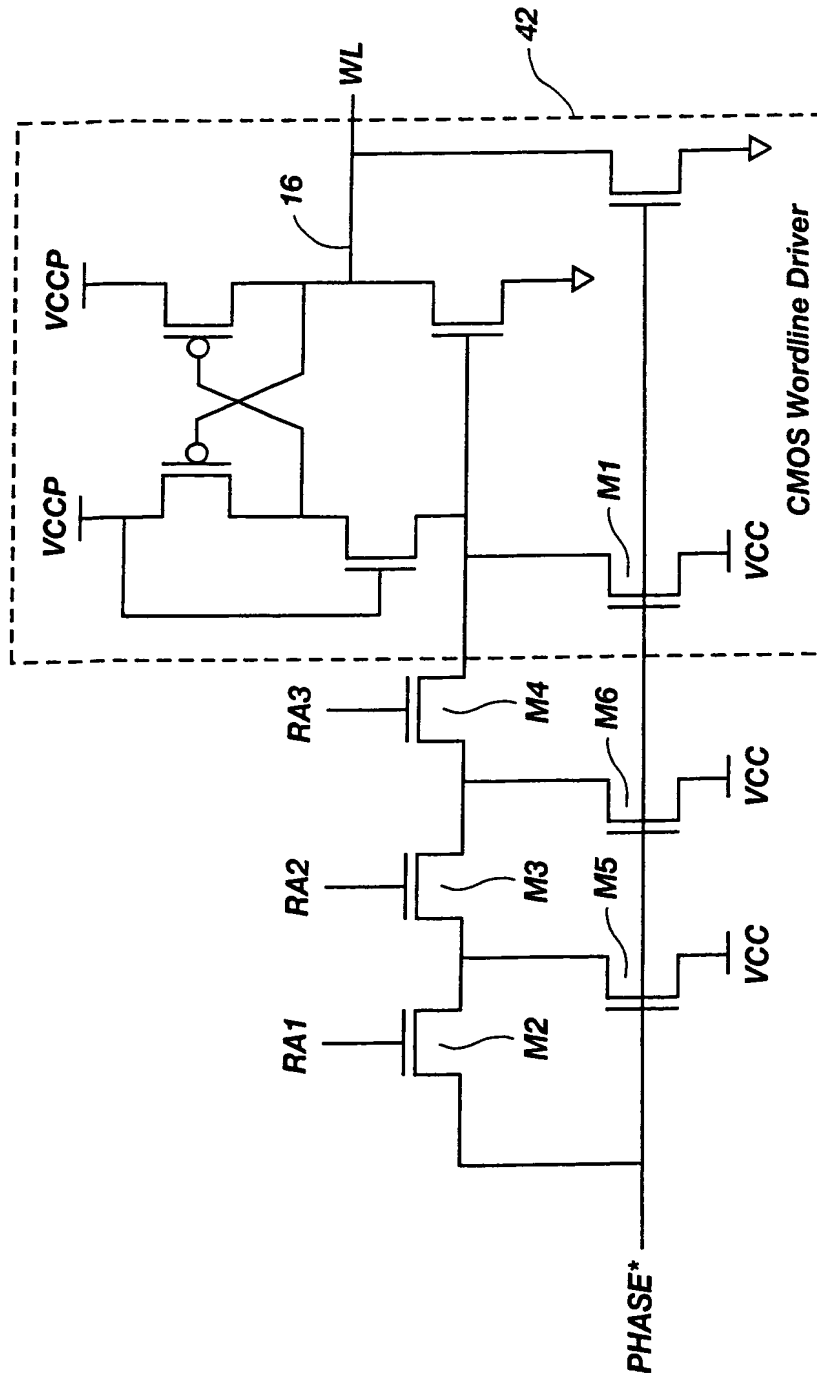 VCCP
VCCP
16
WL
42
RA1
RA2
RA3
M2
M3
M4
M5
M6
M1
VCC
VCC
VCC
PHASE*
CMOS Wordline Driver